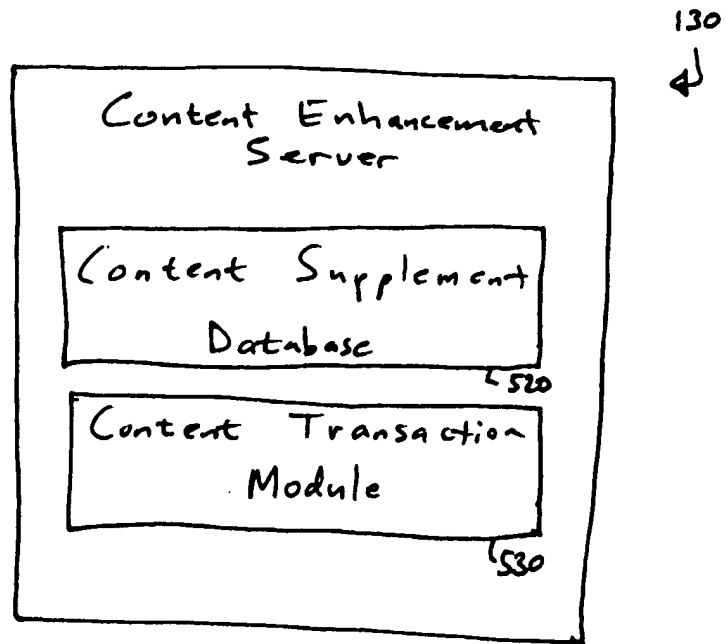 130
Content Enhancement
Server
Content Supplement
Database
520
Content Transaction
Module
530